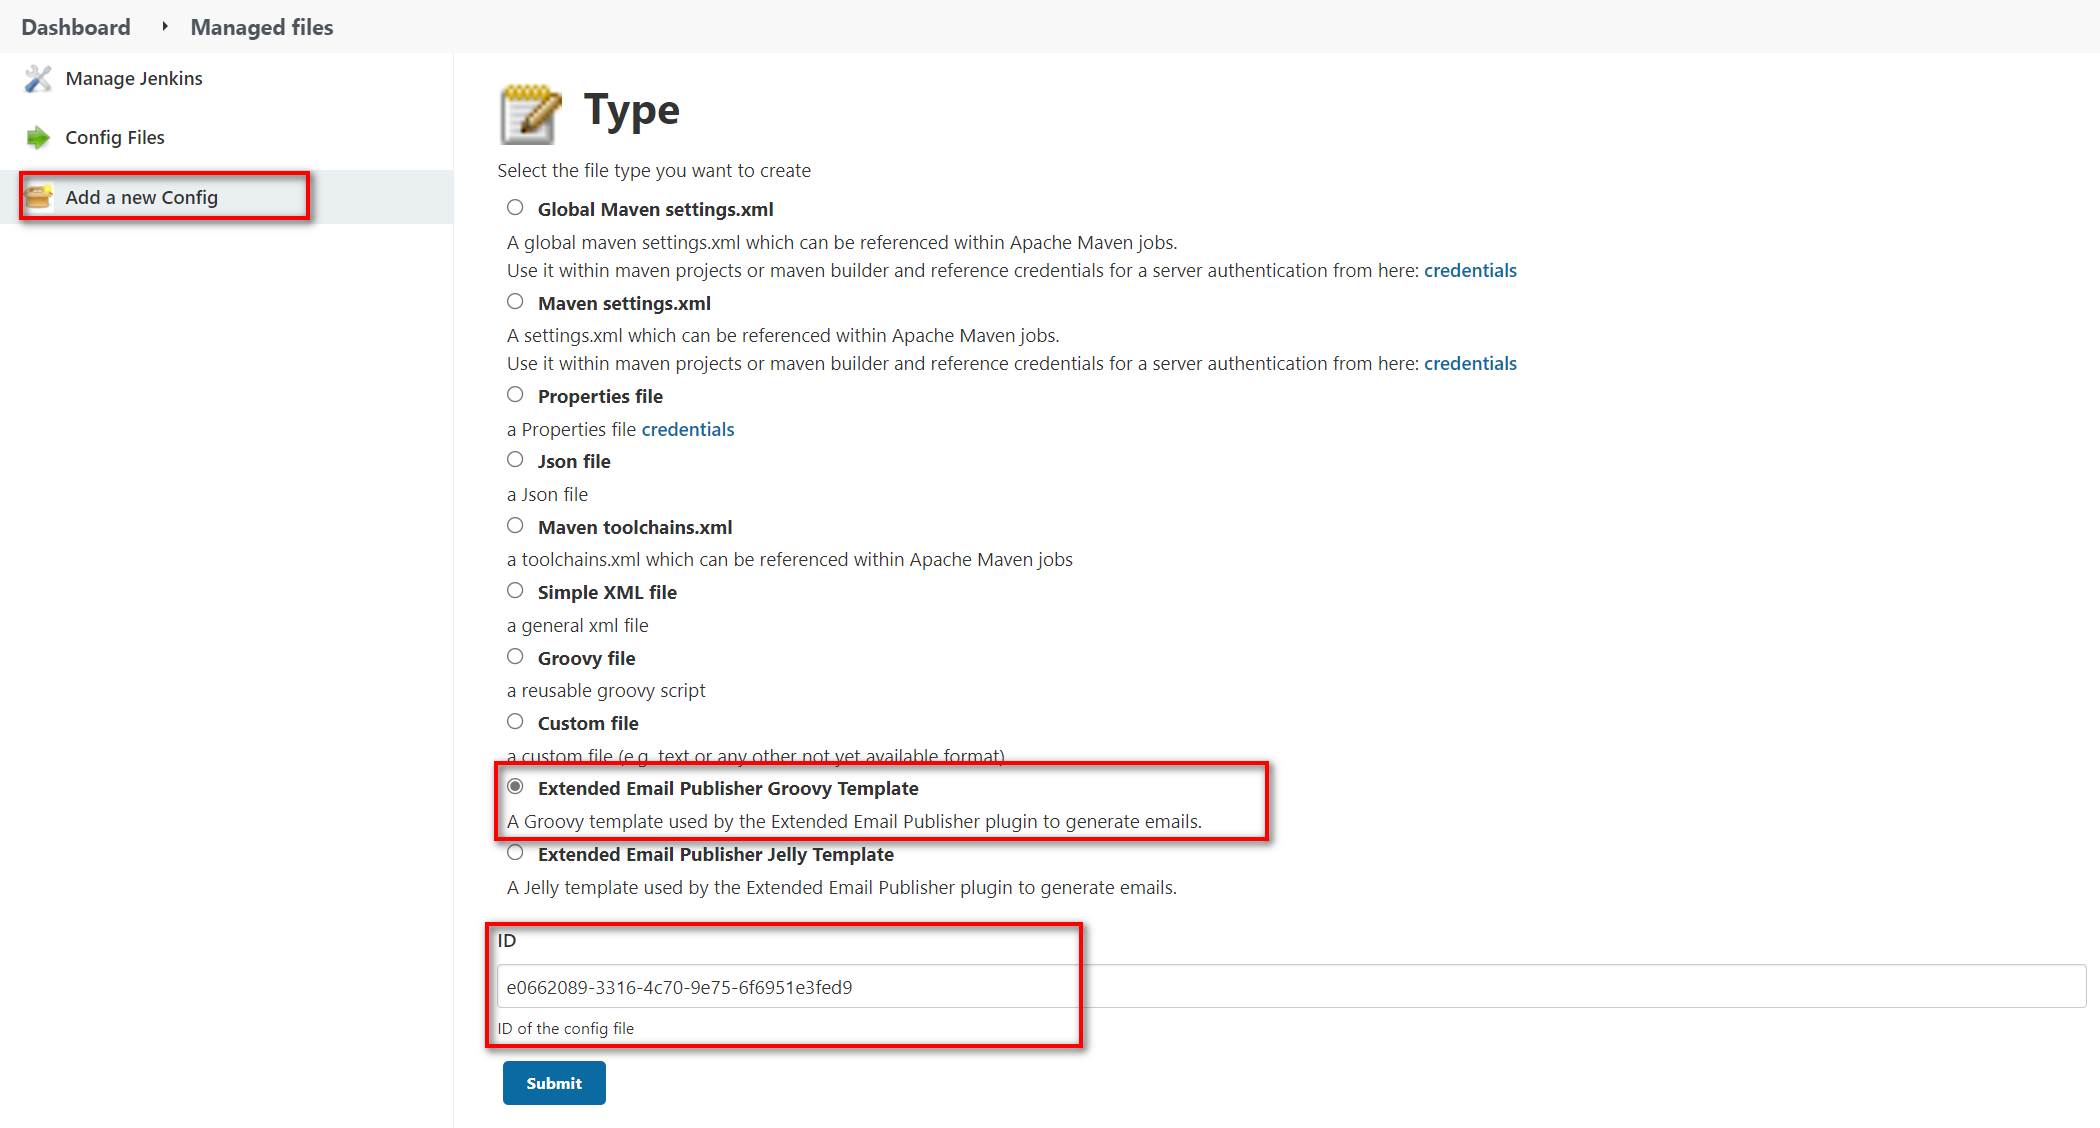 Dashboard
Managed files
Manage Jenkins
Config Files
Add a new Config
Type
Select the file type you want to create
Global Maven settings.xml
A global maven settings.xml which can be referenced within Apache Maven jobs.
Use it within maven projects or maven builder and reference credentials for a server authentication from here: credentials
Maven settings.xml
A settings.xml which can be referenced within Apache Maven jobs.
Use it within maven projects or maven builder and reference credentials for a server authentication from here: credentials
Properties file
a Properties file credentials
Json file
a Json file
Maven toolchains.xml
a toolchains.xml which can be referenced within Apache Maven jobs
Simple XML file
a general xml file
Groovy file
a reusable groovy script
Custom file
a custom file (e.g. text or any other not yet available format)
Extended Email Publisher Groovy Template
A Groovy template used by the Extended Email Publisher plugin to generate emails.
Extended Email Publisher Jelly Template
A Jelly template used by the Extended Email Publisher plugin to generate emails.
ID
e0662089-3316-4c70-9e75-6f6951e3fed9
ID of the config file
Submit